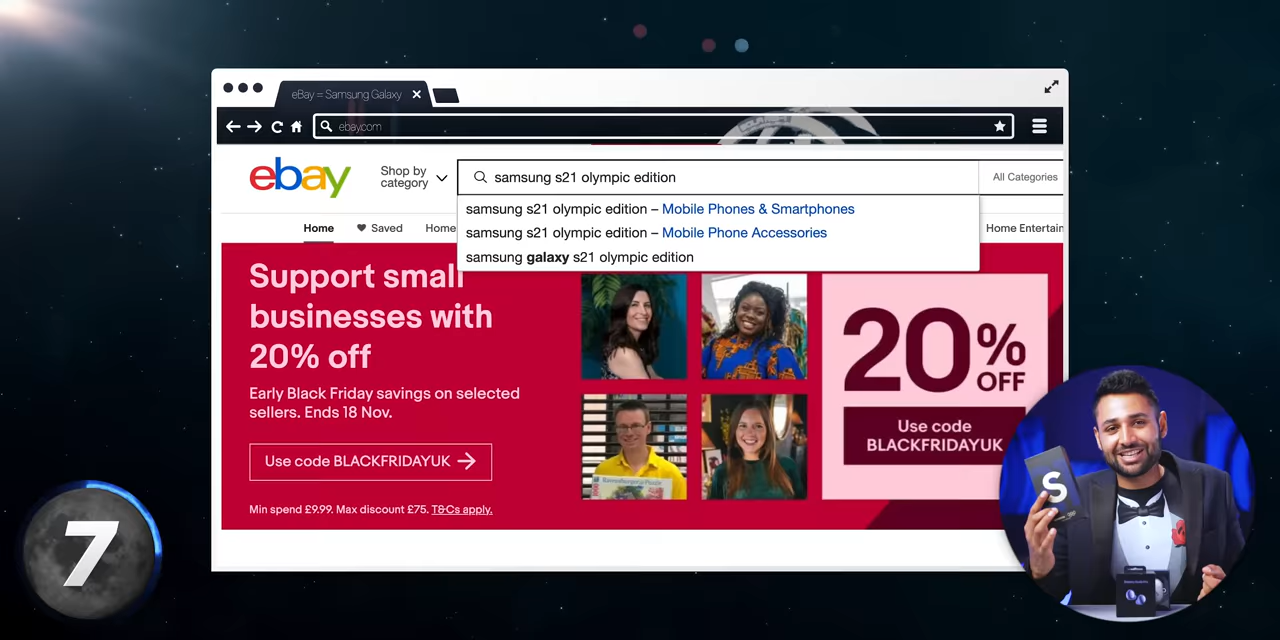 eBay = Samsung Galaxy
ebay.com
ebay
Shop by
category
samsung s21 olympic edition
All Categories
samsung s21 olympic edition – Mobile Phones & Smartphones
samsung s21 olympic edition – Mobile Phone Accessories
samsung galaxy s21 olympic edition
Home
Saved
Home
Home Entertain
Support small
businesses with
20% off
Early Black Friday savings on selected
sellers. Ends 18 Nov.
Use code BLACKFRIDAYUK
Min spend £9.99. Max discount £75. T&Cs apply.
20%
OFF
Use code
BLACKFRIDAYUK
S
7